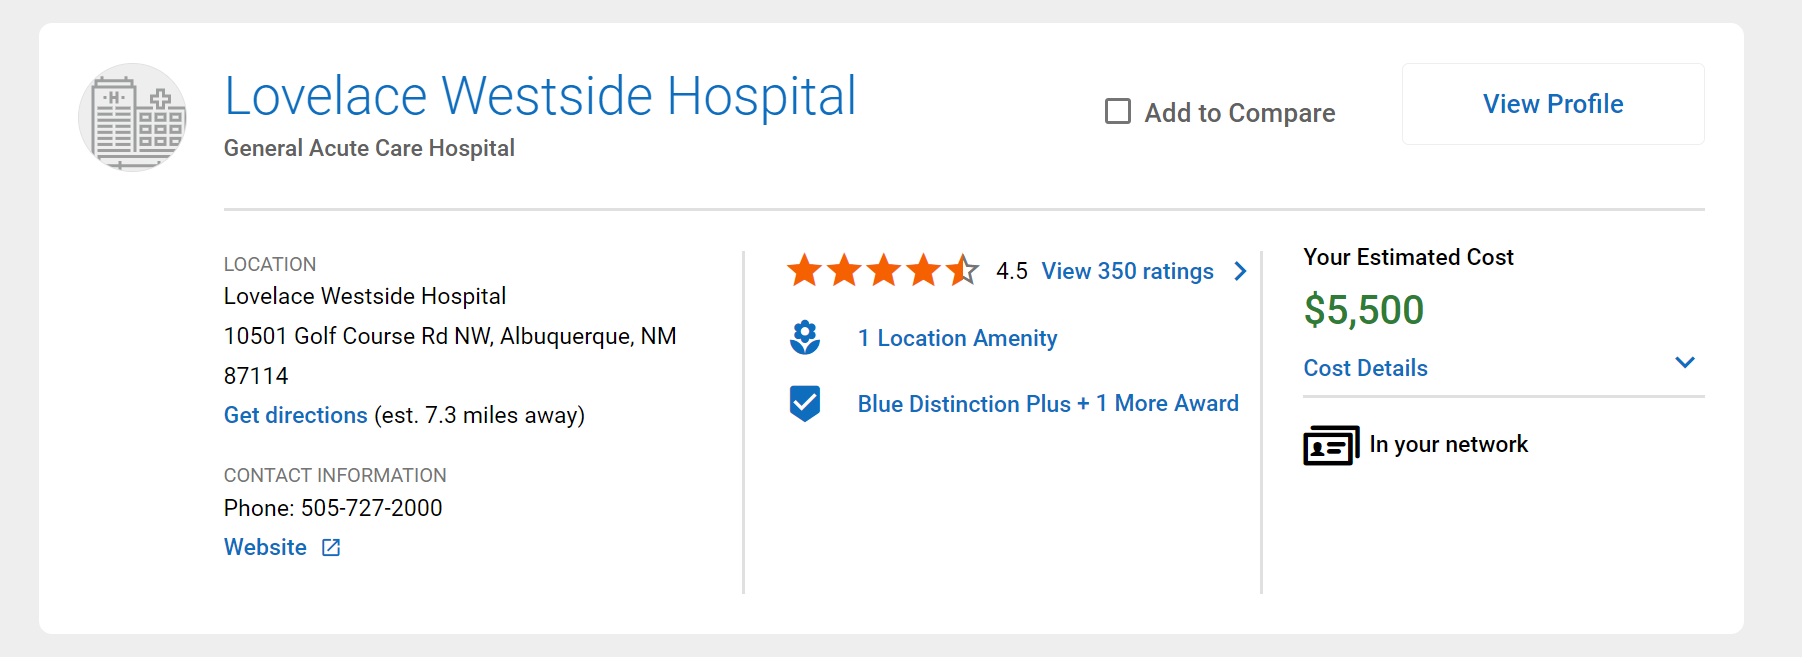 Lovelace Westside Hospital
General Acute Care Hospital
Add to Compare
View Profile
LOCATION
Lovelace Westside Hospital
10501 Golf Course Rd NW, Albuquerque, NM
87114
Get directions (est. 7.3 miles away)
CONTACT INFORMATION
Phone: 505-727-2000
Website
4.5 View 350 ratings
1 Location Amenity
Blue Distinction Plus + 1 More Award
Your Estimated Cost
$5,500
Cost Details
In your network